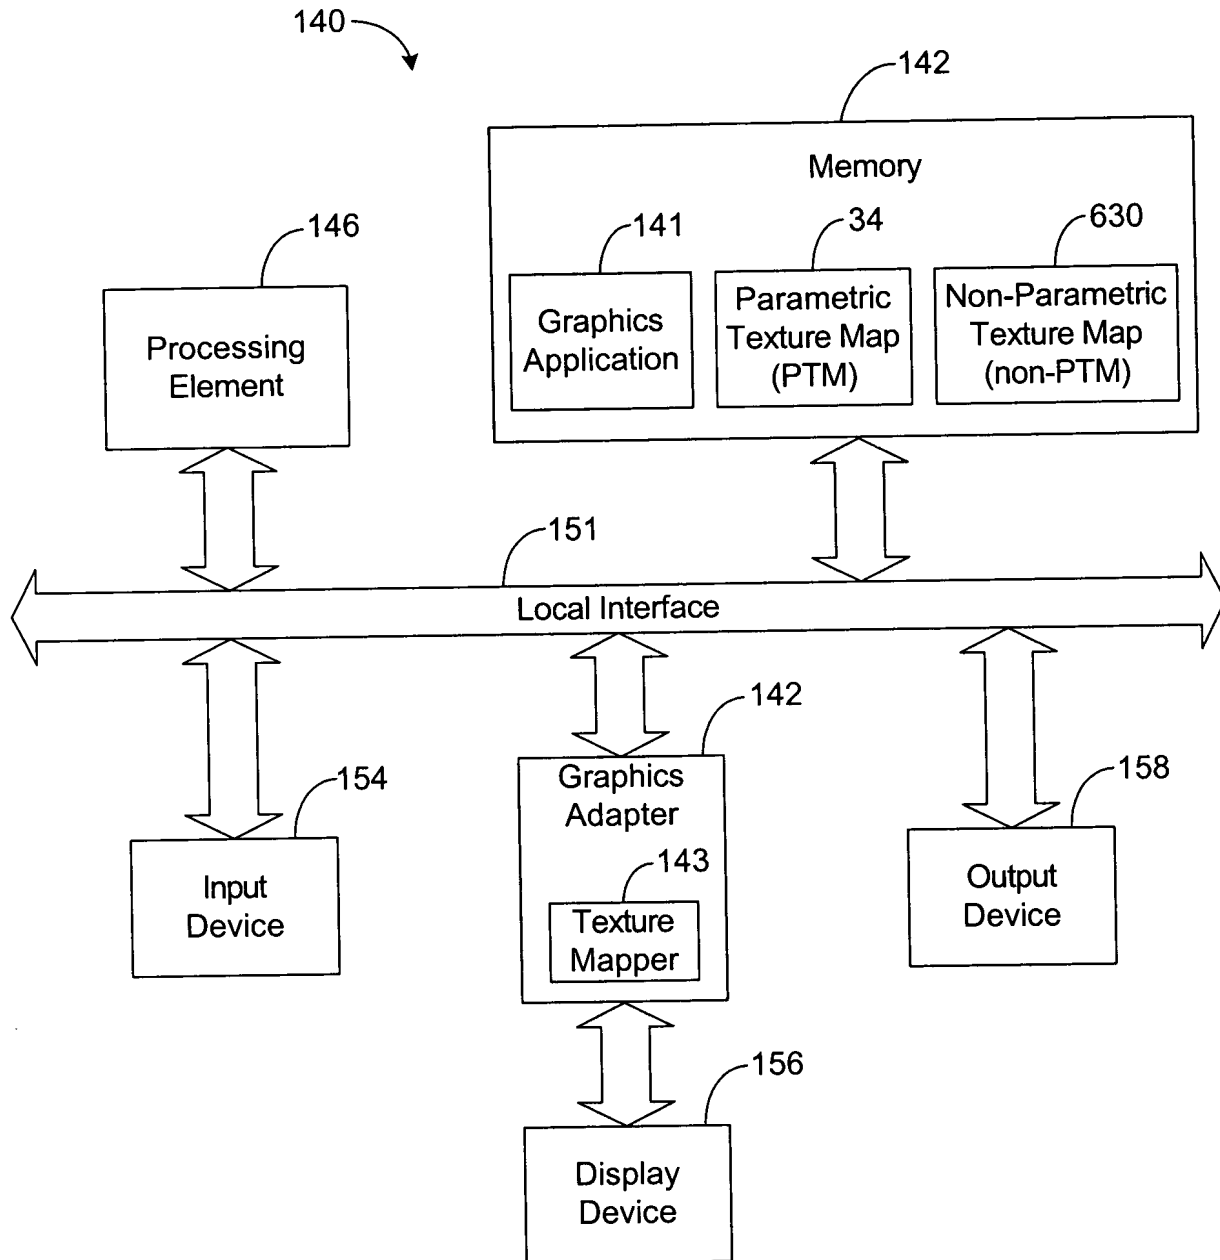 140
142
Memory
146
141
34
630
Processing
Element
Graphics
Application
Parametric
Texture Map
(PTM)
Non-Parametric
Texture Map
(non-PTM)
151
Local Interface
142
154
158
Graphics
Adapter
143
Input
Device
Texture
Mapper
Output
Device
156
Display
Device